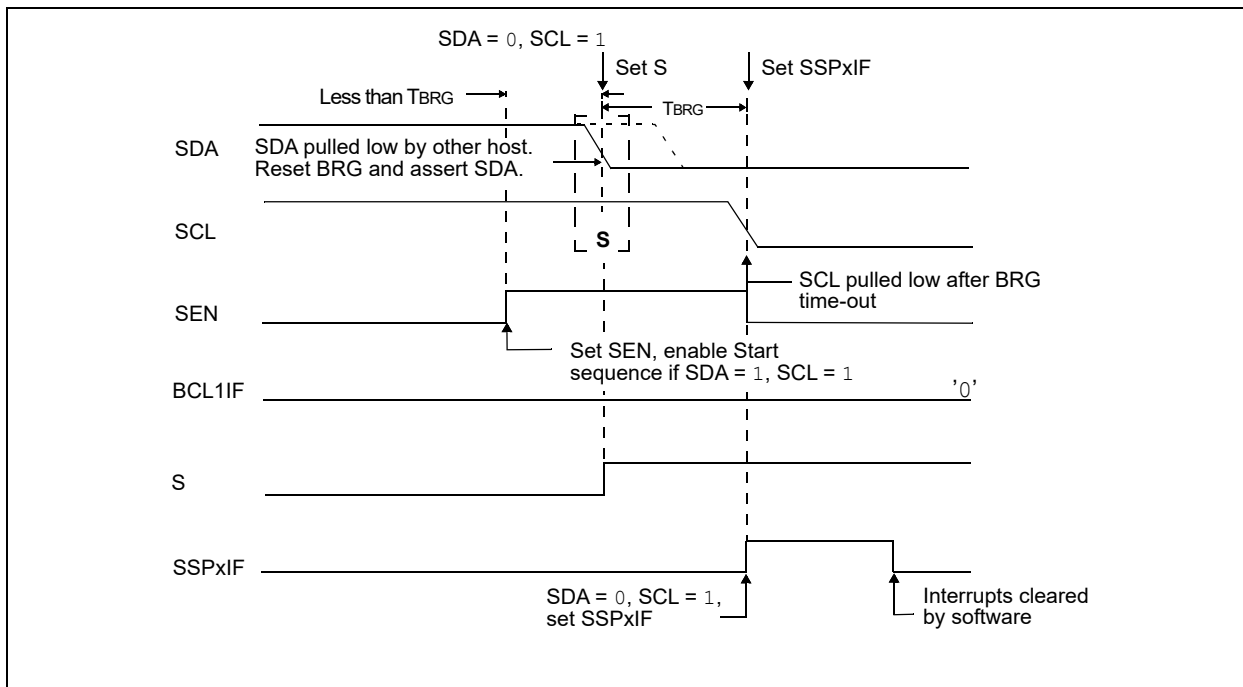 SDA = 0, SCL = 1
Set S
Set SSPxIF
Less than TBRG
TBRG
SDA
SDA pulled low by other host.
Reset BRG and assert SDA.
SCL
S
SCL pulled low after BRG
time-out
SEN
Set SEN, enable Start
sequence if SDA = 1, SCL = 1
BCL1IF
’0’
S
SSPxIF
SDA = 0, SCL = 1,
set SSPxIF
Interrupts cleared
by software